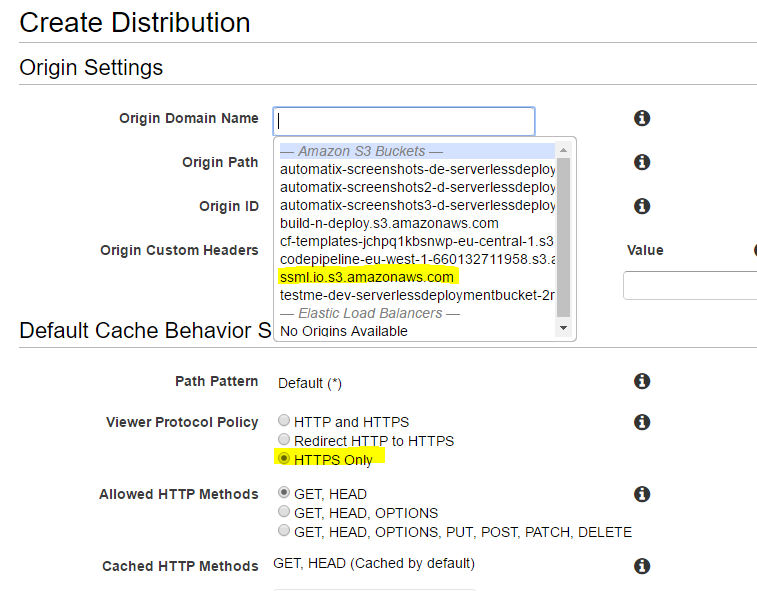 Create Distribution
Origin Settings
Origin Domain Name
— Amazon S3 Buckets —
automatix-screenshots-de-serverlessdeploy
automatix-screenshots2-d-serverlessdeploy
automatix-screenshots3-d-serverlessdeploy
build-n-deploy.s3.amazonaws.com
cf-templates-jchpq1kbsnwp-eu-central-1.s3
codepipeline-eu-west-1-660132711958.s3.a
ssml.io.s3.amazonaws.com
testme-dev-serverlessdeploymentbucket-2r
— Elastic Load Balancers —
No Origins Available
Origin Path
Origin ID
Origin Custom Headers
Value
Default Cache Behavior S
Path Pattern
Default (*)
Viewer Protocol Policy
HTTP and HTTPS
Redirect HTTP to HTTPS
HTTPS Only
Allowed HTTP Methods
GET, HEAD
GET, HEAD, OPTIONS
GET, HEAD, OPTIONS, PUT, POST, PATCH, DELETE
Cached HTTP Methods
GET, HEAD (Cached by default)